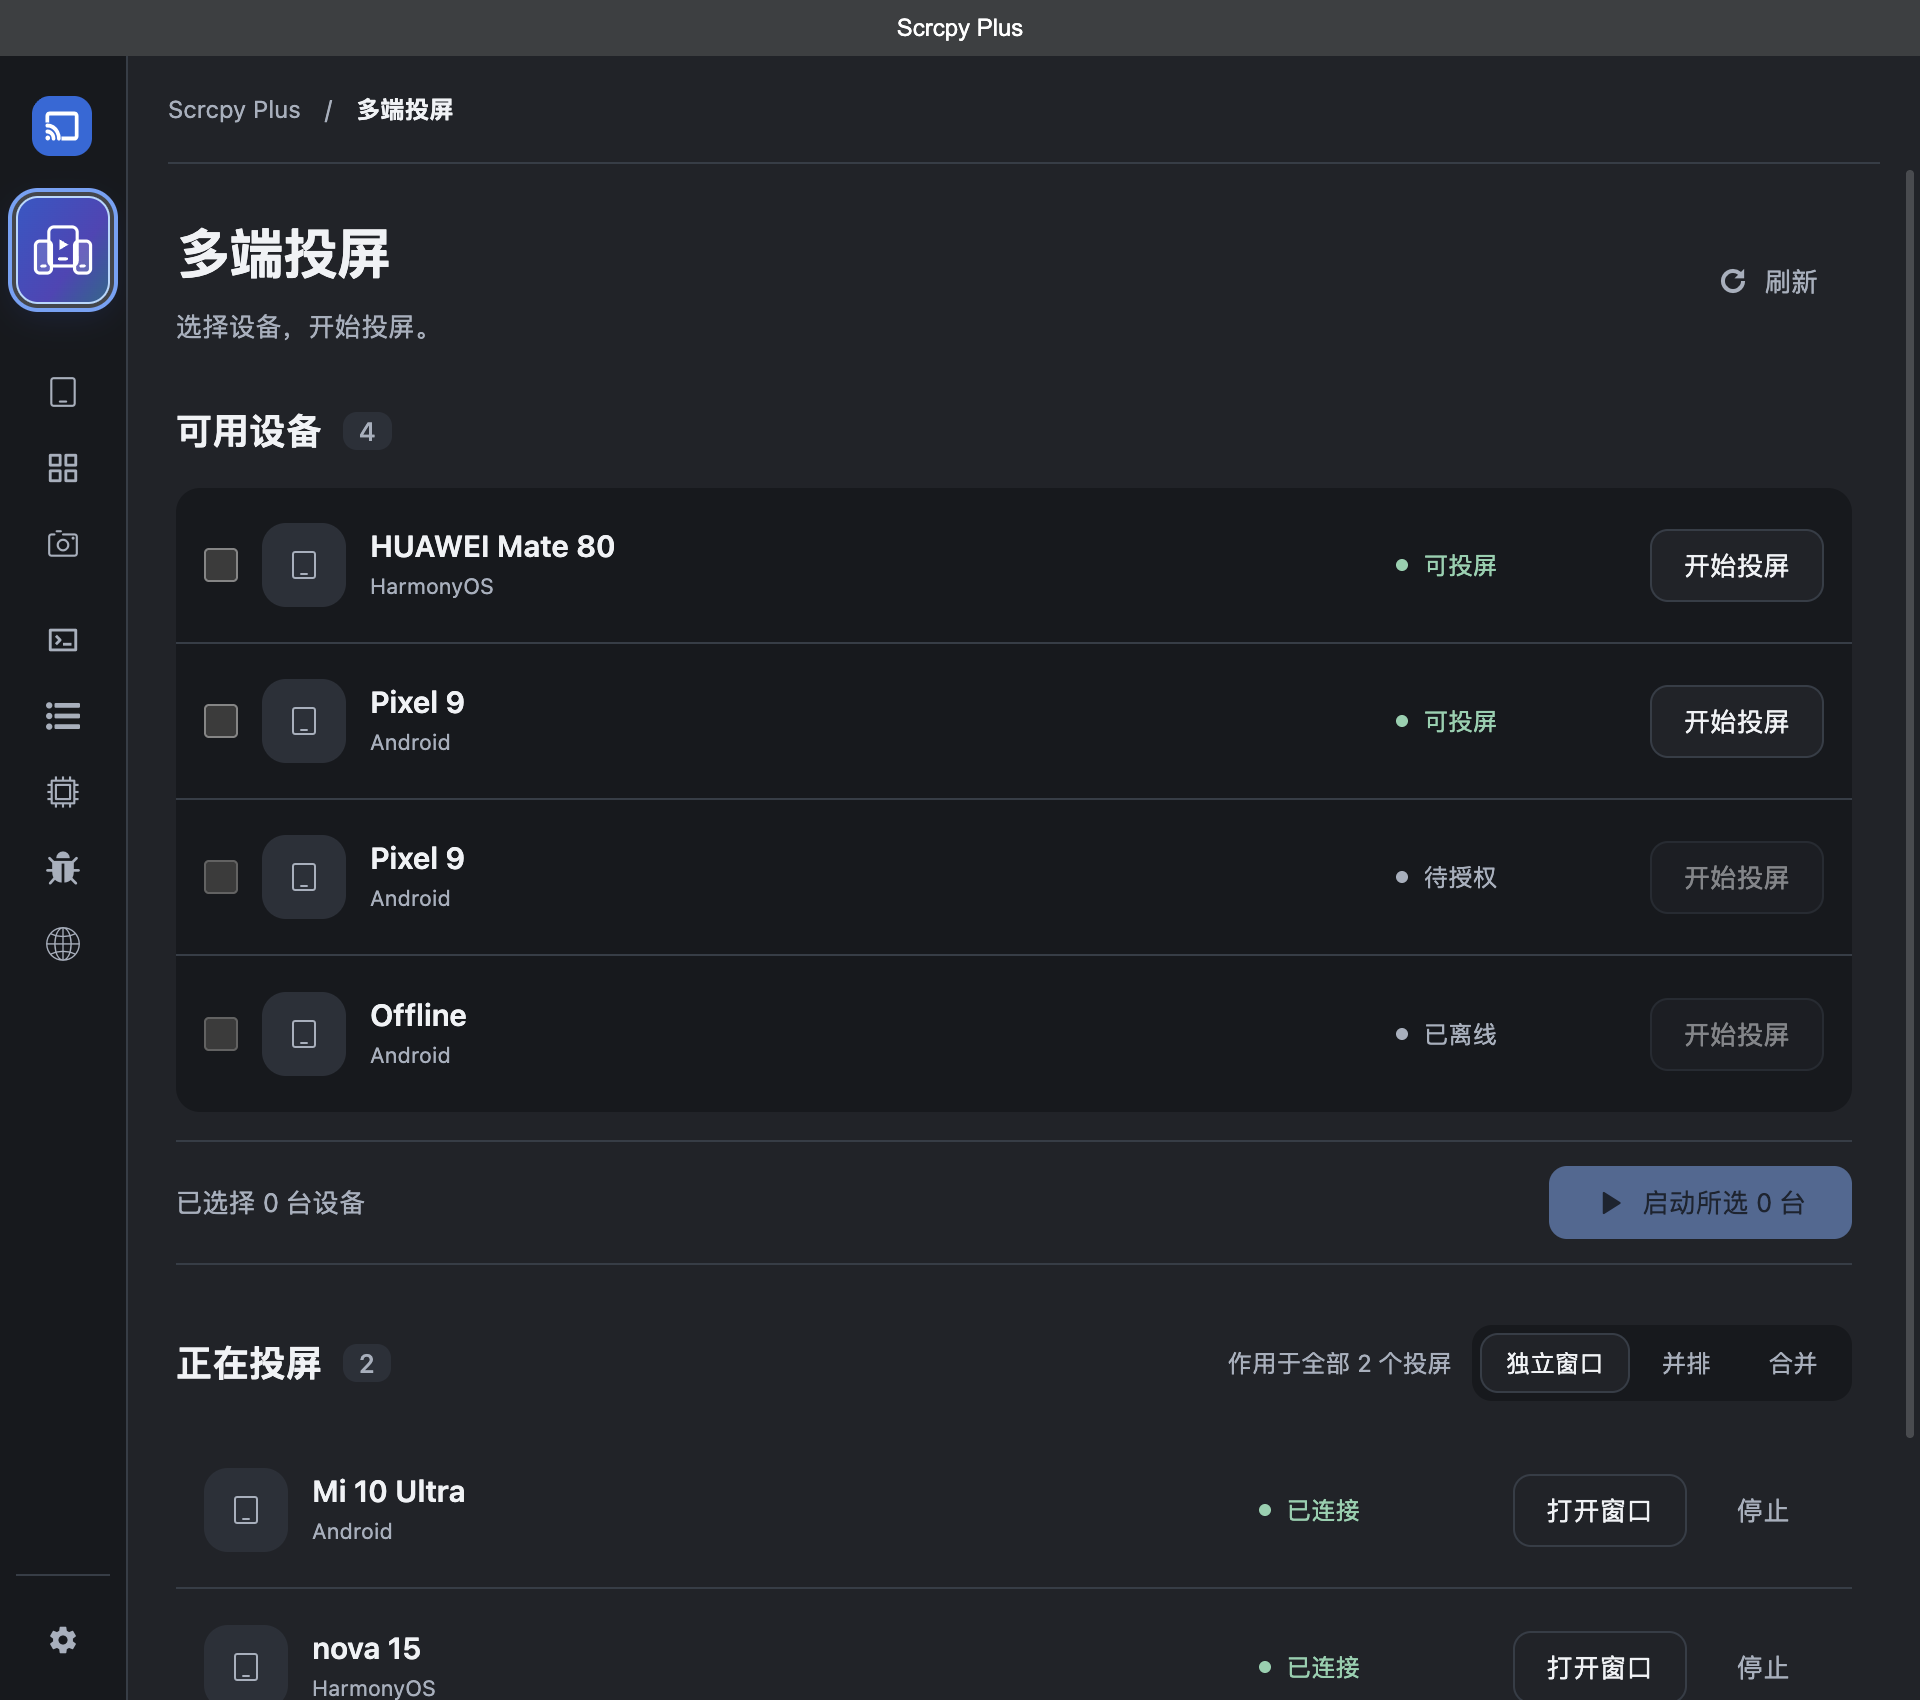 Scrcpy Plus
Scrcpy Plus / 多端投屏
多端投屏
刷新
选择设备，开始投屏。
可用设备 4
HUAWEI Mate 80
HarmonyOS
可投屏
开始投屏
Pixel 9
Android
可投屏
开始投屏
Pixel 9
Android
待授权
开始投屏
Offline
Android
已离线
开始投屏
已选择 0 台设备
启动所选 0 台
正在投屏 2
作用于全部 2 个投屏
独立窗口
并排
合并
Mi 10 Ultra
Android
已连接
打开窗口
停止
nova 15
HarmonyOS
已连接
打开窗口
停止